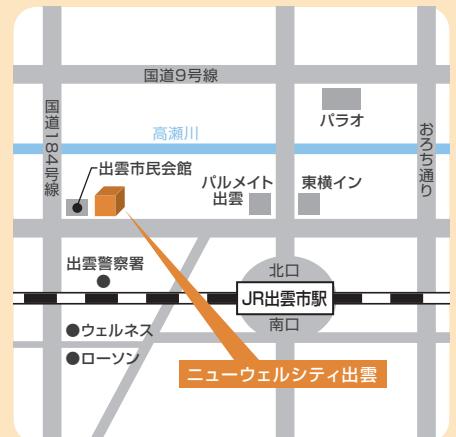 国道9号線
国道184号線
パラオ
高瀬川
おろち通り
出雲市民会館
パルメイト
出雲
東横イン
出雲警察署
北口
JR出雲市駅
南口
●ウェルネス
●ローソン
ニューウェルシティ出雲